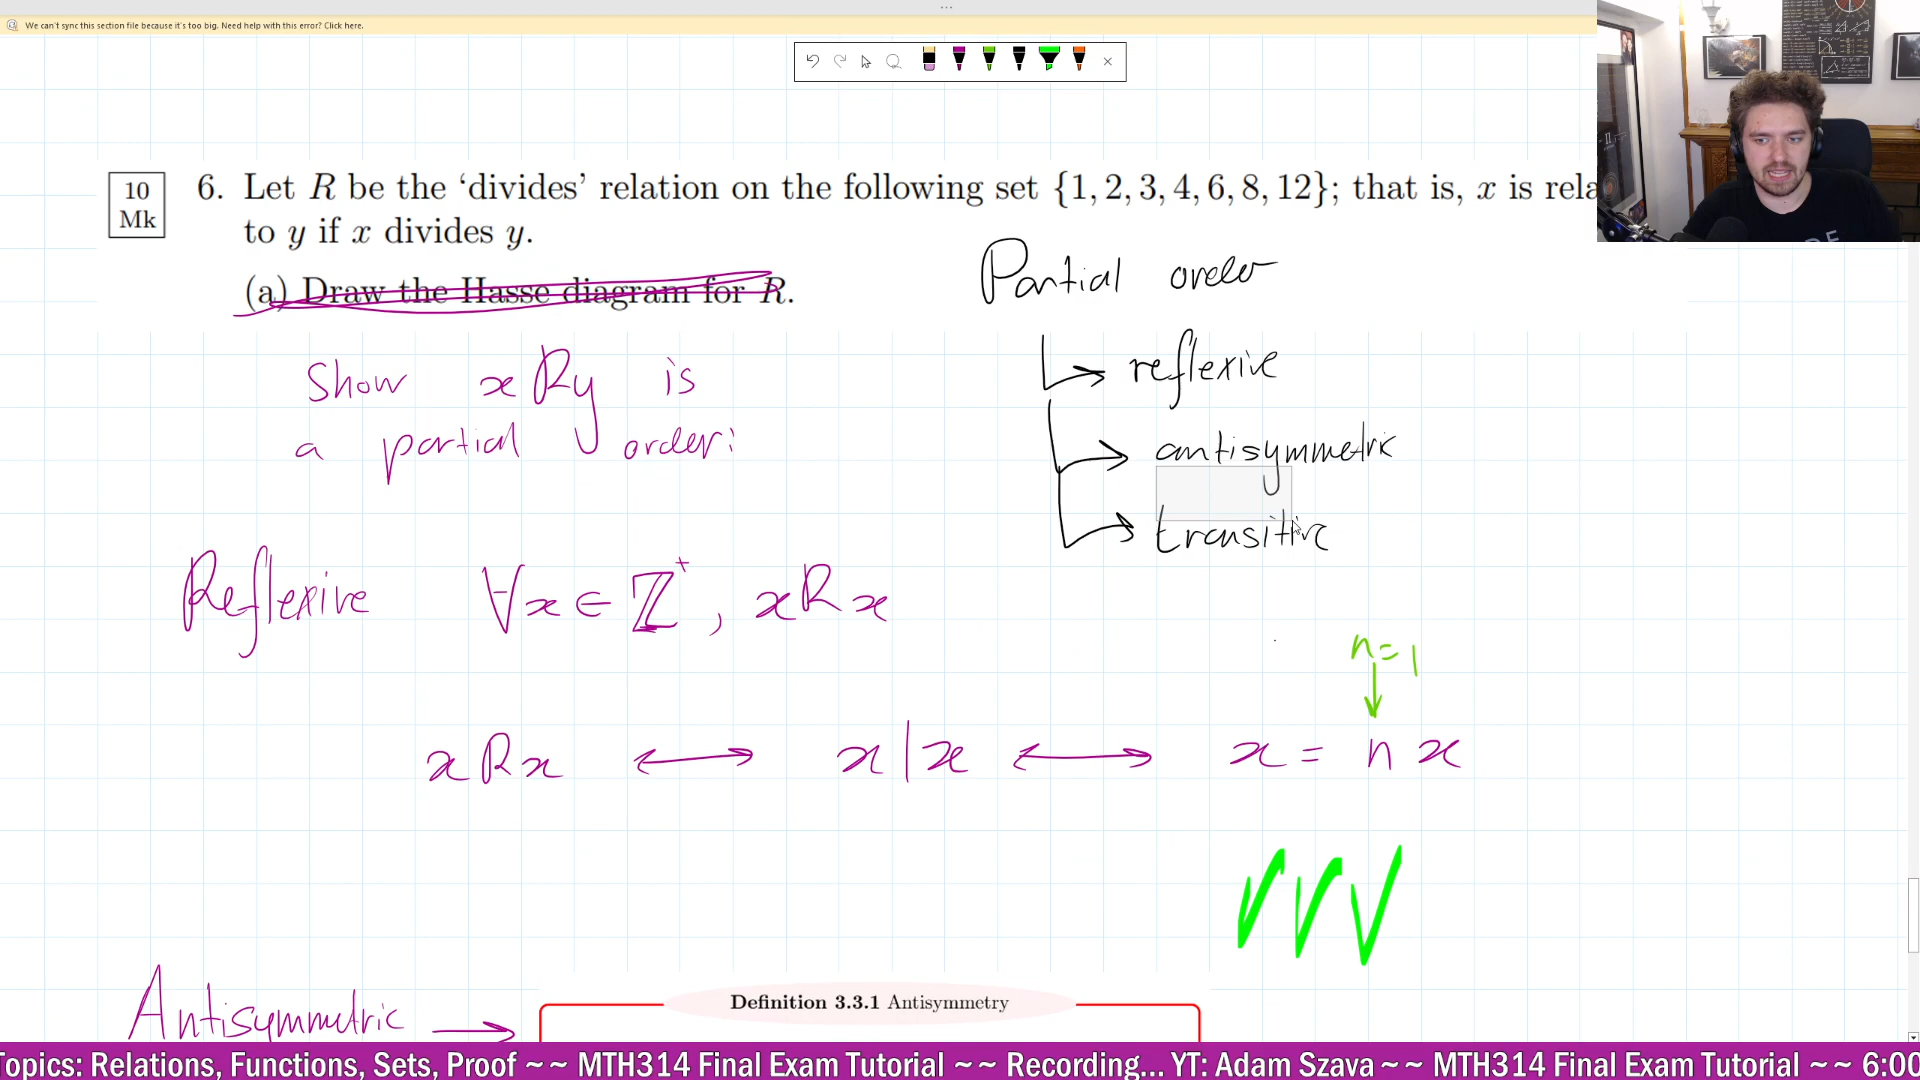 We can't sync this section file because it's too big. Need help with this error? Click here.
10 Mk
6. Let R be the ‘divides’ relation on the following set {1, 2, 3, 4, 6, 8, 12}; that is, x is rela
to y if x divides y.
(a) Draw the Hasse diagram for R.
Partial order
reflexive
antisymmetric
transitive
Show xRy is
a partial order:
Reflexive ∀x ∈ ℤ⁺, xRx
n=1
xRx ⟷ x|x ⟷ x = nx
Antisymmetric →
Definition 3.3.1 Antisymmetry
Topics: Relations, Functions, Sets, Proof ~~ MTH314 Final Exam Tutorial ~~ Recording... YT: Adam Szava ~~ MTH314 Final Exam Tutorial ~~ 6:00